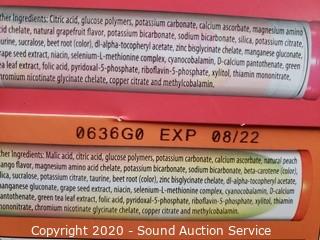 her Ingredients: Citric acid, glucose polymers, potassium carbonate, calcium ascorbate, magnesium amino
acid chelate, natural grapefruit flavor, potassium bicarbonate, sodium bicarbonate, silica, potassium citrate,
taurine, sucralose, beet root (color), dl-alpha-tocopheryl acetate, zinc bisglycinate chelate, manganese gluconate,
grape seed extract, niacin, selenium-L-methionine complex, cyanocobalamin, D-calcium pantothenate, green
tea leaf extract, folic acid, pyridoxal-5-phosphate, riboflavin-5-phosphate, xylitol, thiamin mononitrate,
chromium nicotinate glycinate chelate, copper citrate and methylcobalamin.
0636G0 EXP 08/22
ther Ingredients: Malic acid, citric acid, glucose polymers, potassium carbonate, calcium ascorbate, natural peach
mango flavor, magnesium amino acid chelate, potassium bicarbonate, sodium bicarbonate, beta-carotene (color),
silica, sucralose, potassium citrate, taurine, beet root (color), zinc bisglycinate chelate, dl-alpha-tocopheryl acetate,
manganese gluconate, grape seed extract, niacin, selenium-L-methionine complex, cyanocobalamin, D-calcium
pantothenate, green tea leaf extract, folic acid, pyridoxal-5-phosphate, riboflavin-5-phosphate, xylitol, thiamin
mononitrate, chromium nicotinate glycinate chelate, copper citrate and methylcobalamin.
Copyright 2020 - Sound Auction Service